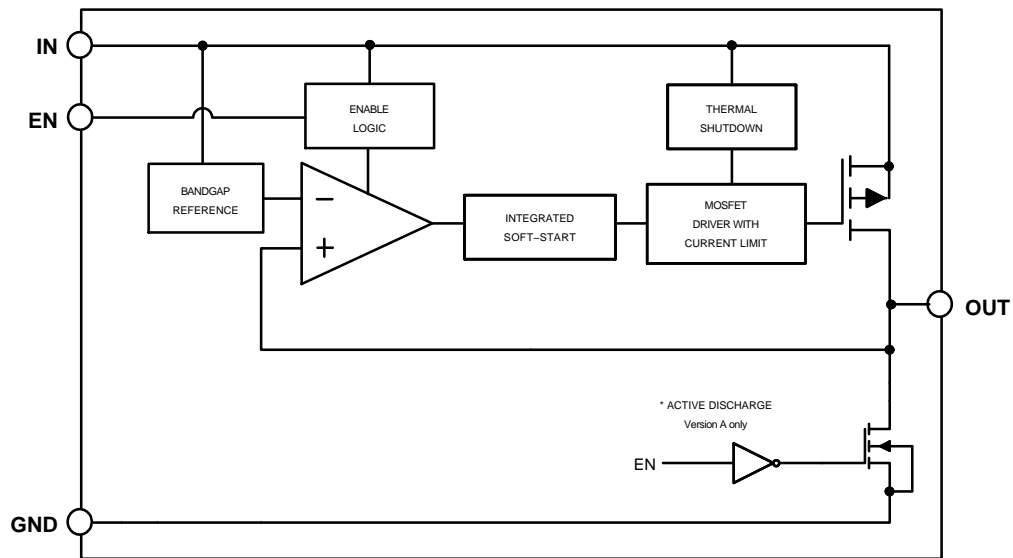 IN
EN
ENABLE
LOGIC
THERMAL
SHUTDOWN
BANDGAP
REFERENCE
−
+
INTEGRATED
SOFT−START
MOSFET
DRIVER WITH
CURRENT LIMIT
OUT
* ACTIVE DISCHARGE
Version A only
EN
GND